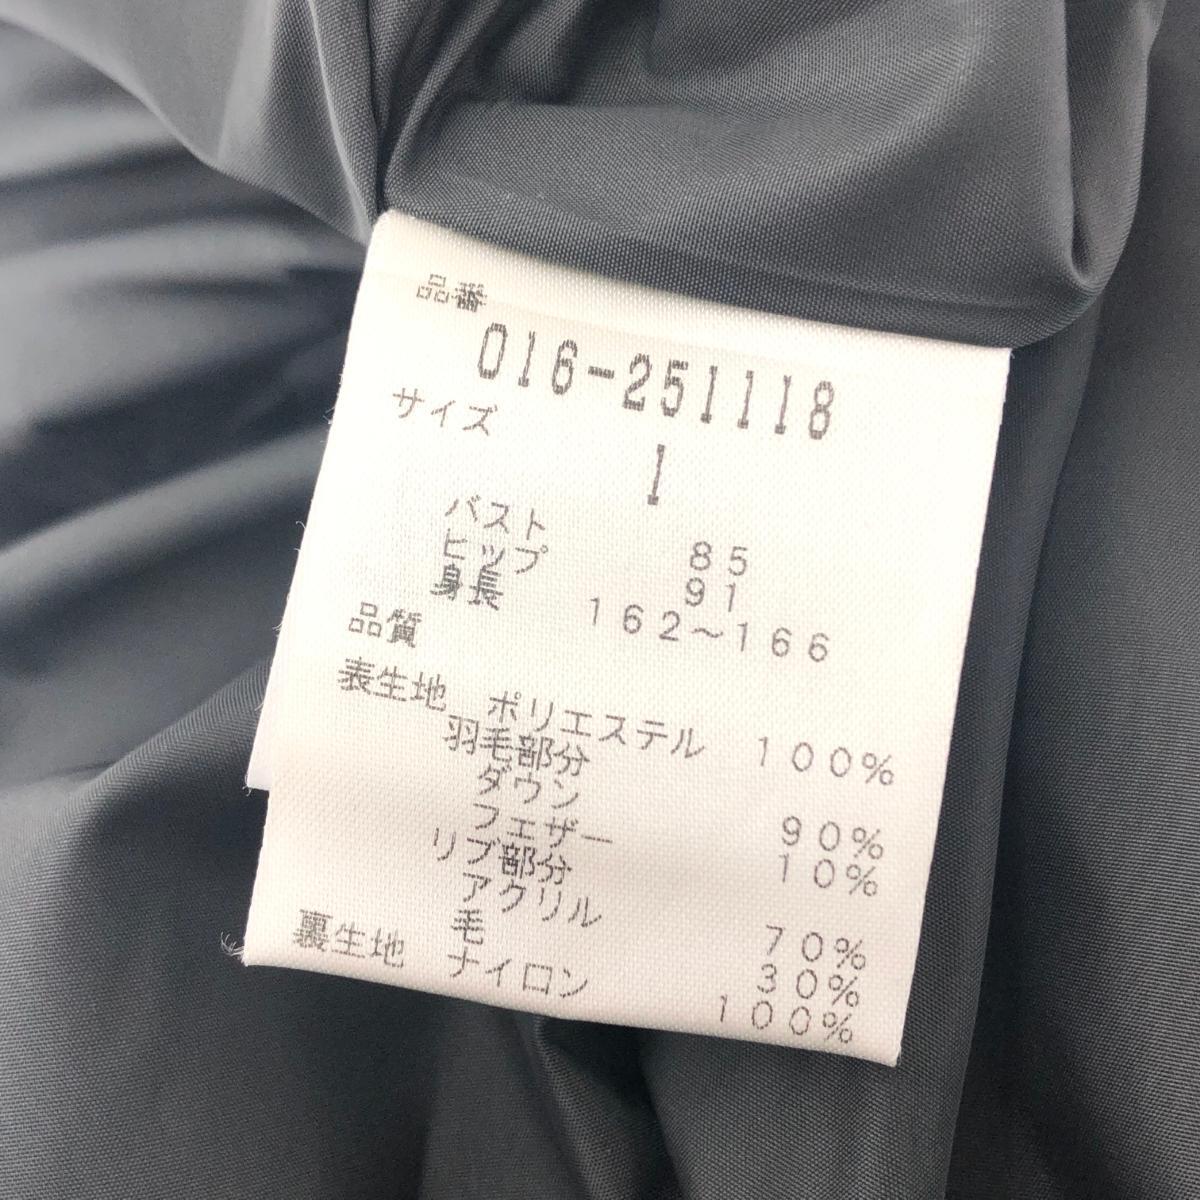 品番
016-251118
サイズ
1
バスト 85
ヒップ 91
身長 162～166
品質
表生地 ポリエステル 100%
羽毛部分
ダウン 90%
フェザー 10%
リブ部分
アクリル 70%
毛 30%
裏生地 ナイロン 100%